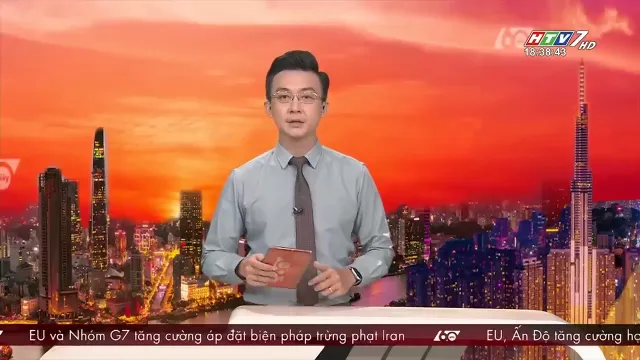 HTV7 HD
18:38:43
EU và Nhóm G7 tăng cường áp đặt biện pháp trừng phạt Iran
60
EU, Ấn Độ tăng cường